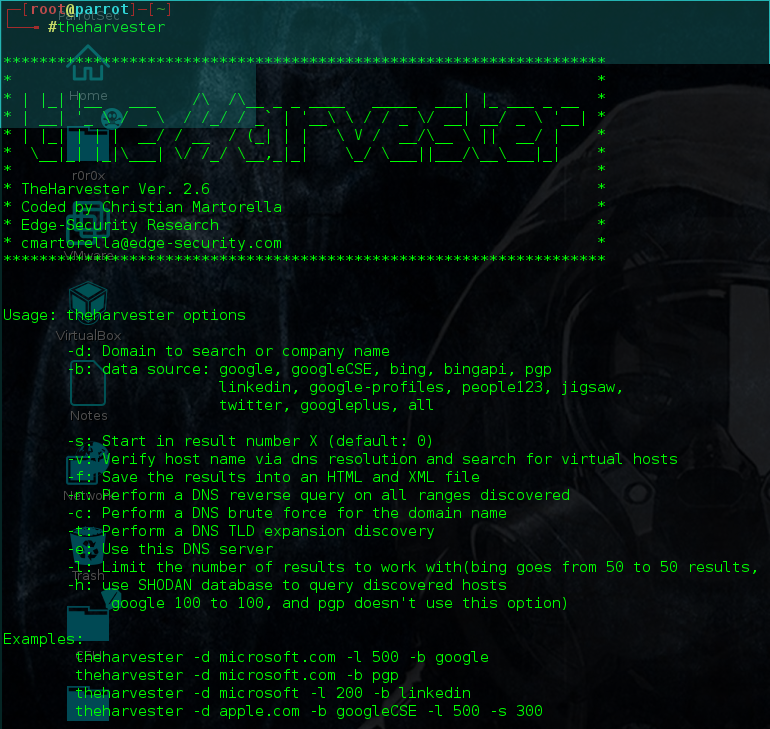 [root@parrot]-[~]
ParrotSec
#theharvester
******************************************************************* 
Home
r0r0x
* TheHarvester Ver. 2.6 *
* Coded by Christian Martorella *
* Edge-Security Research *
VMware
* cmartorella@edge-security.com *
*******************************************************************
Usage: theharvester options
VirtualBox
-d: Domain to search or company name
-b: data source: google, googleCSE, bing, bingapi, pgp
linkedin, google-profiles, people123, jigsaw,
twitter, googleplus, all
Notes
-s: Start in result number X (default: 0)
-v: Verify host name via dns resolution and search for virtual hosts
-f: Save the results into an HTML and XML file
Network
-n: Perform a DNS reverse query on all ranges discovered
-c: Perform a DNS brute force for the domain name
-t: Perform a DNS TLD expansion discovery
-e: Use this DNS server
-l: Limit the number of results to work with(bing goes from 50 to 50 results,
Trash
-h: use SHODAN database to query discovered hosts
google 100 to 100, and pgp doesn't use this option)
Examples:
theharvester -d microsoft.com -l 500 -b google
theharvester -d microsoft.com -b pgp
theharvester -d microsoft -l 200 -b linkedin
theharvester -d apple.com -b googleCSE -l 500 -s 300